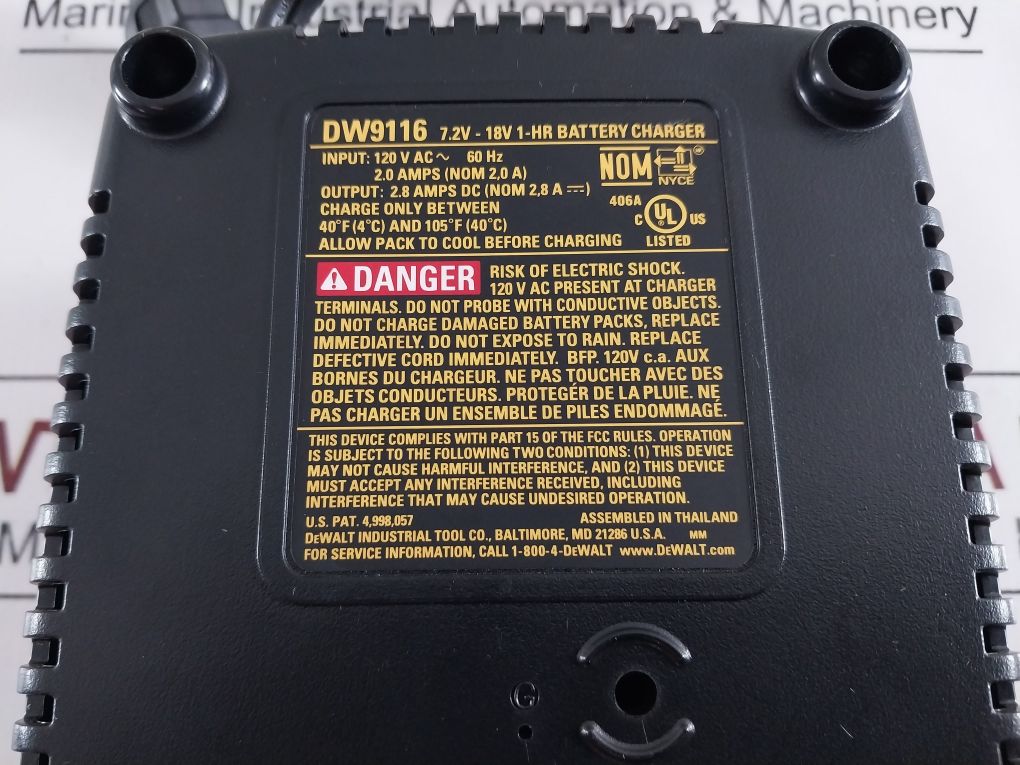 Marin Industrial Automation & Machinery
DW9116 7.2V - 18V 1-HR BATTERY CHARGER
INPUT: 120 V AC ~ 60 Hz
2.0 AMPS (NOM 2,0 A)
OUTPUT: 2.8 AMPS DC (NOM 2,8 A ⎓)
CHARGE ONLY BETWEEN
40°F (4°C) AND 105°F (40°C)
ALLOW PACK TO COOL BEFORE CHARGING
NOM NYCE
406A
C UL US
LISTED
DANGER RISK OF ELECTRIC SHOCK.
120 V AC PRESENT AT CHARGER
TERMINALS. DO NOT PROBE WITH CONDUCTIVE OBJECTS.
DO NOT CHARGE DAMAGED BATTERY PACKS, REPLACE
IMMEDIATELY. DO NOT EXPOSE TO RAIN. REPLACE
DEFECTIVE CORD IMMEDIATELY. BFP. 120V c.a. AUX
BORNES DU CHARGEUR. NE PAS TOUCHER AVEC DES
OBJETS CONDUCTEURS. PROTEGÉR DE LA PLUIE. NE
PAS CHARGER UN ENSEMBLE DE PILES ENDOMMAGÉ.
THIS DEVICE COMPLIES WITH PART 15 OF THE FCC RULES. OPERATION
IS SUBJECT TO THE FOLLOWING TWO CONDITIONS: (1) THIS DEVICE
MAY NOT CAUSE HARMFUL INTERFERENCE, AND (2) THIS DEVICE
MUST ACCEPT ANY INTERFERENCE RECEIVED, INCLUDING
INTERFERENCE THAT MAY CAUSE UNDESIRED OPERATION.
U.S. PAT. 4,998,057 ASSEMBLED IN THAILAND
DEWALT INDUSTRIAL TOOL CO., BALTIMORE, MD 21286 U.S.A. MM
FOR SERVICE INFORMATION, CALL 1-800-4-DEWALT www.DEWALT.com
G